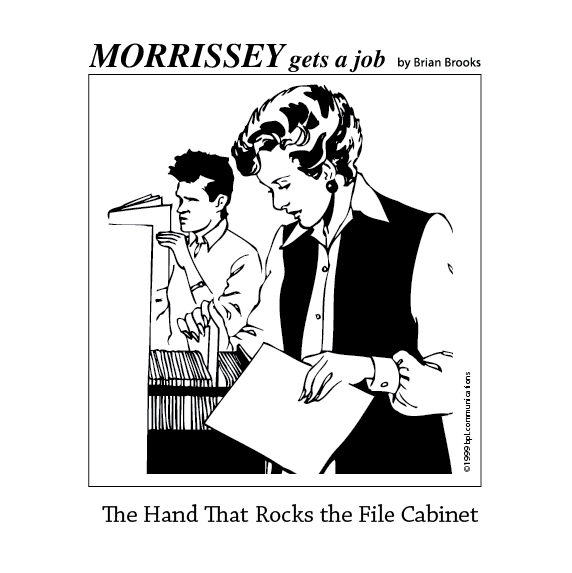 MORRISSEY gets a job by Brian Brooks
©1999 bpl.communications
The Hand That Rocks the File Cabinet